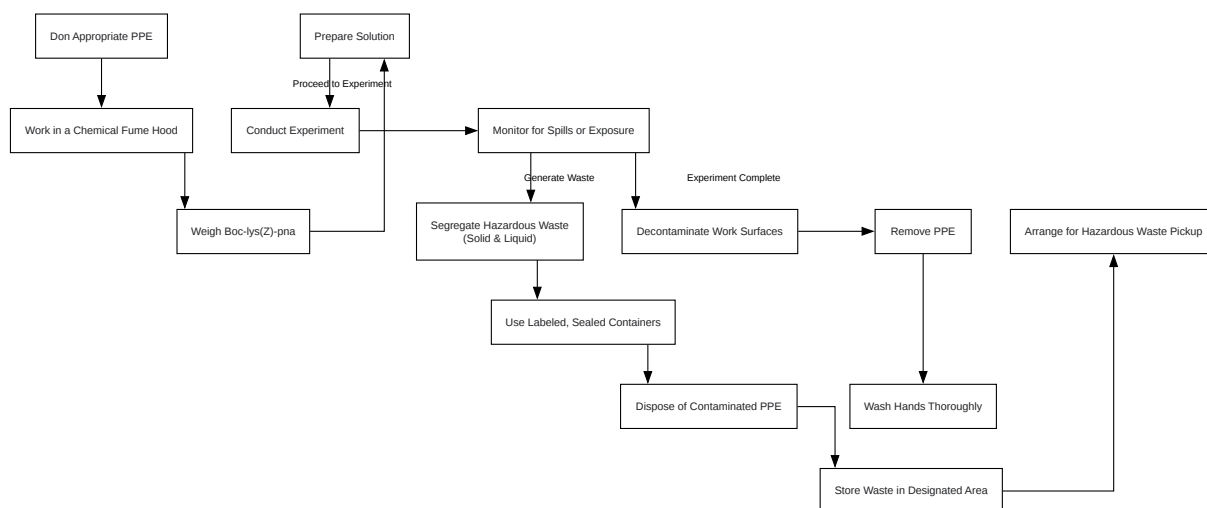 Don Appropriate PPE
Prepare Solution
Proceed to Experiment
Work in a Chemical Fume Hood
Conduct Experiment
Monitor for Spills or Exposure
Generate Waste
Experiment Complete
Weigh Boc-lys(Z)-pna
Segregate Hazardous Waste
(Solid & Liquid)
Decontaminate Work Surfaces
Remove PPE
Arrange for Hazardous Waste Pickup
Use Labeled, Sealed Containers
Dispose of Contaminated PPE
Wash Hands Thoroughly
Store Waste in Designated Area